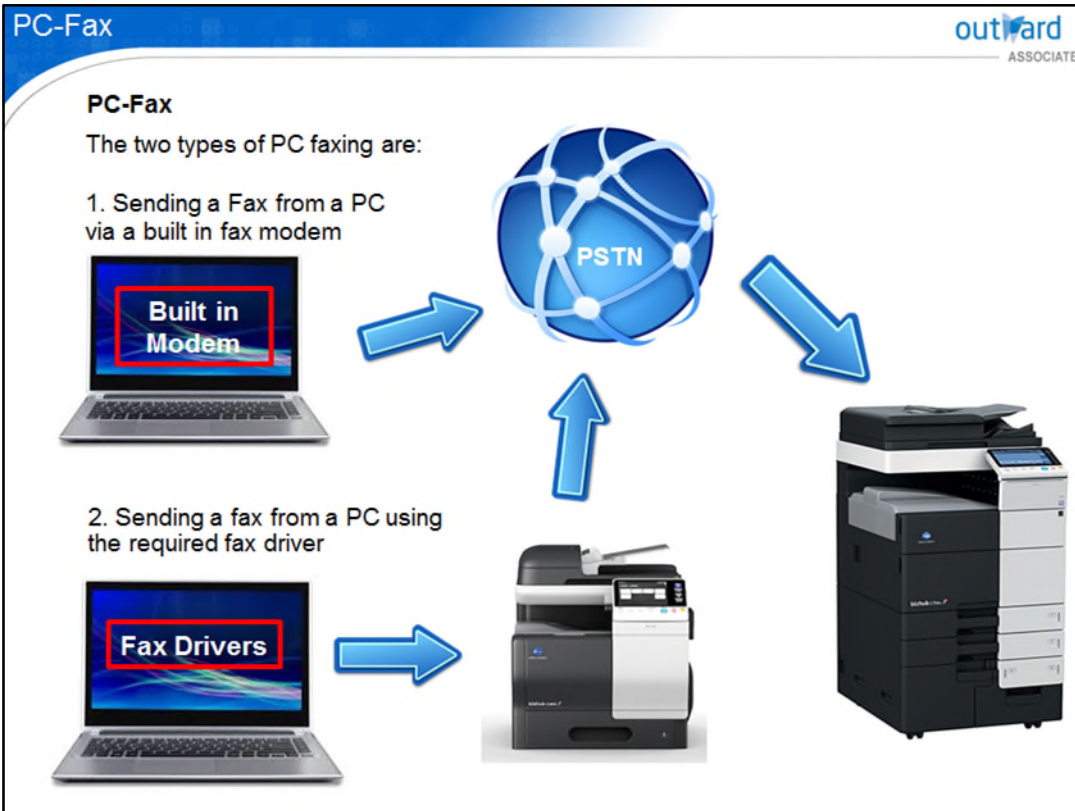 PC-Fax
outward
ASSOCIATE
PC-Fax
The two types of PC faxing are:
1. Sending a Fax from a PC
via a built in fax modem
PSTN
Built in
Modem
2. Sending a fax from a PC using
the required fax driver
Fax Drivers